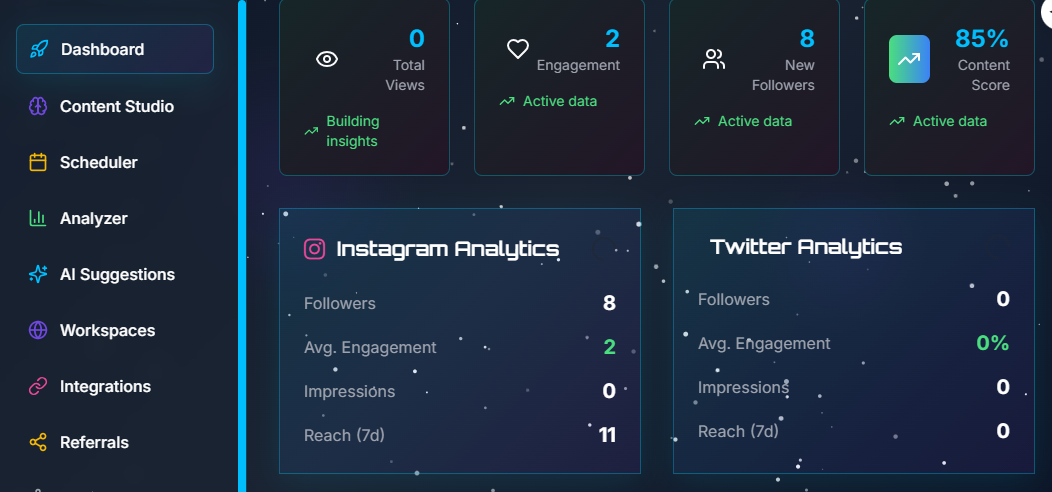 Dashboard
Content Studio
Scheduler
Analyzer
AI Suggestions
Workspaces
Integrations
Referrals
0
Total
Views
Building
insights
2
Engagement
Active data
8
New
Followers
Active data
85%
Content
Score
Active data
Instagram Analytics
Followers 8
Avg. Engagement 2
Impressions 0
Reach (7d) 11
Twitter Analytics
Followers 0
Avg. Engagement 0%
Impressions 0
Reach (7d) 0